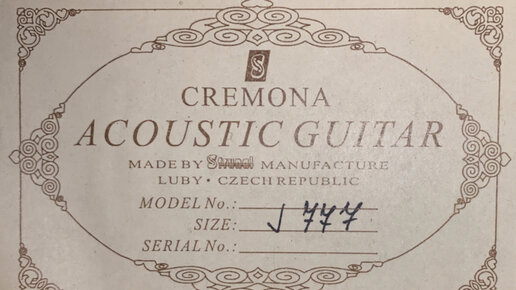 S
CREMONA
ACOUSTIC GUITAR
MADE BY Strunal MANUFACTURE
LUBY • CZECH REPUBLIC
MODEL No.:
SIZE: J 777
SERIAL No.: